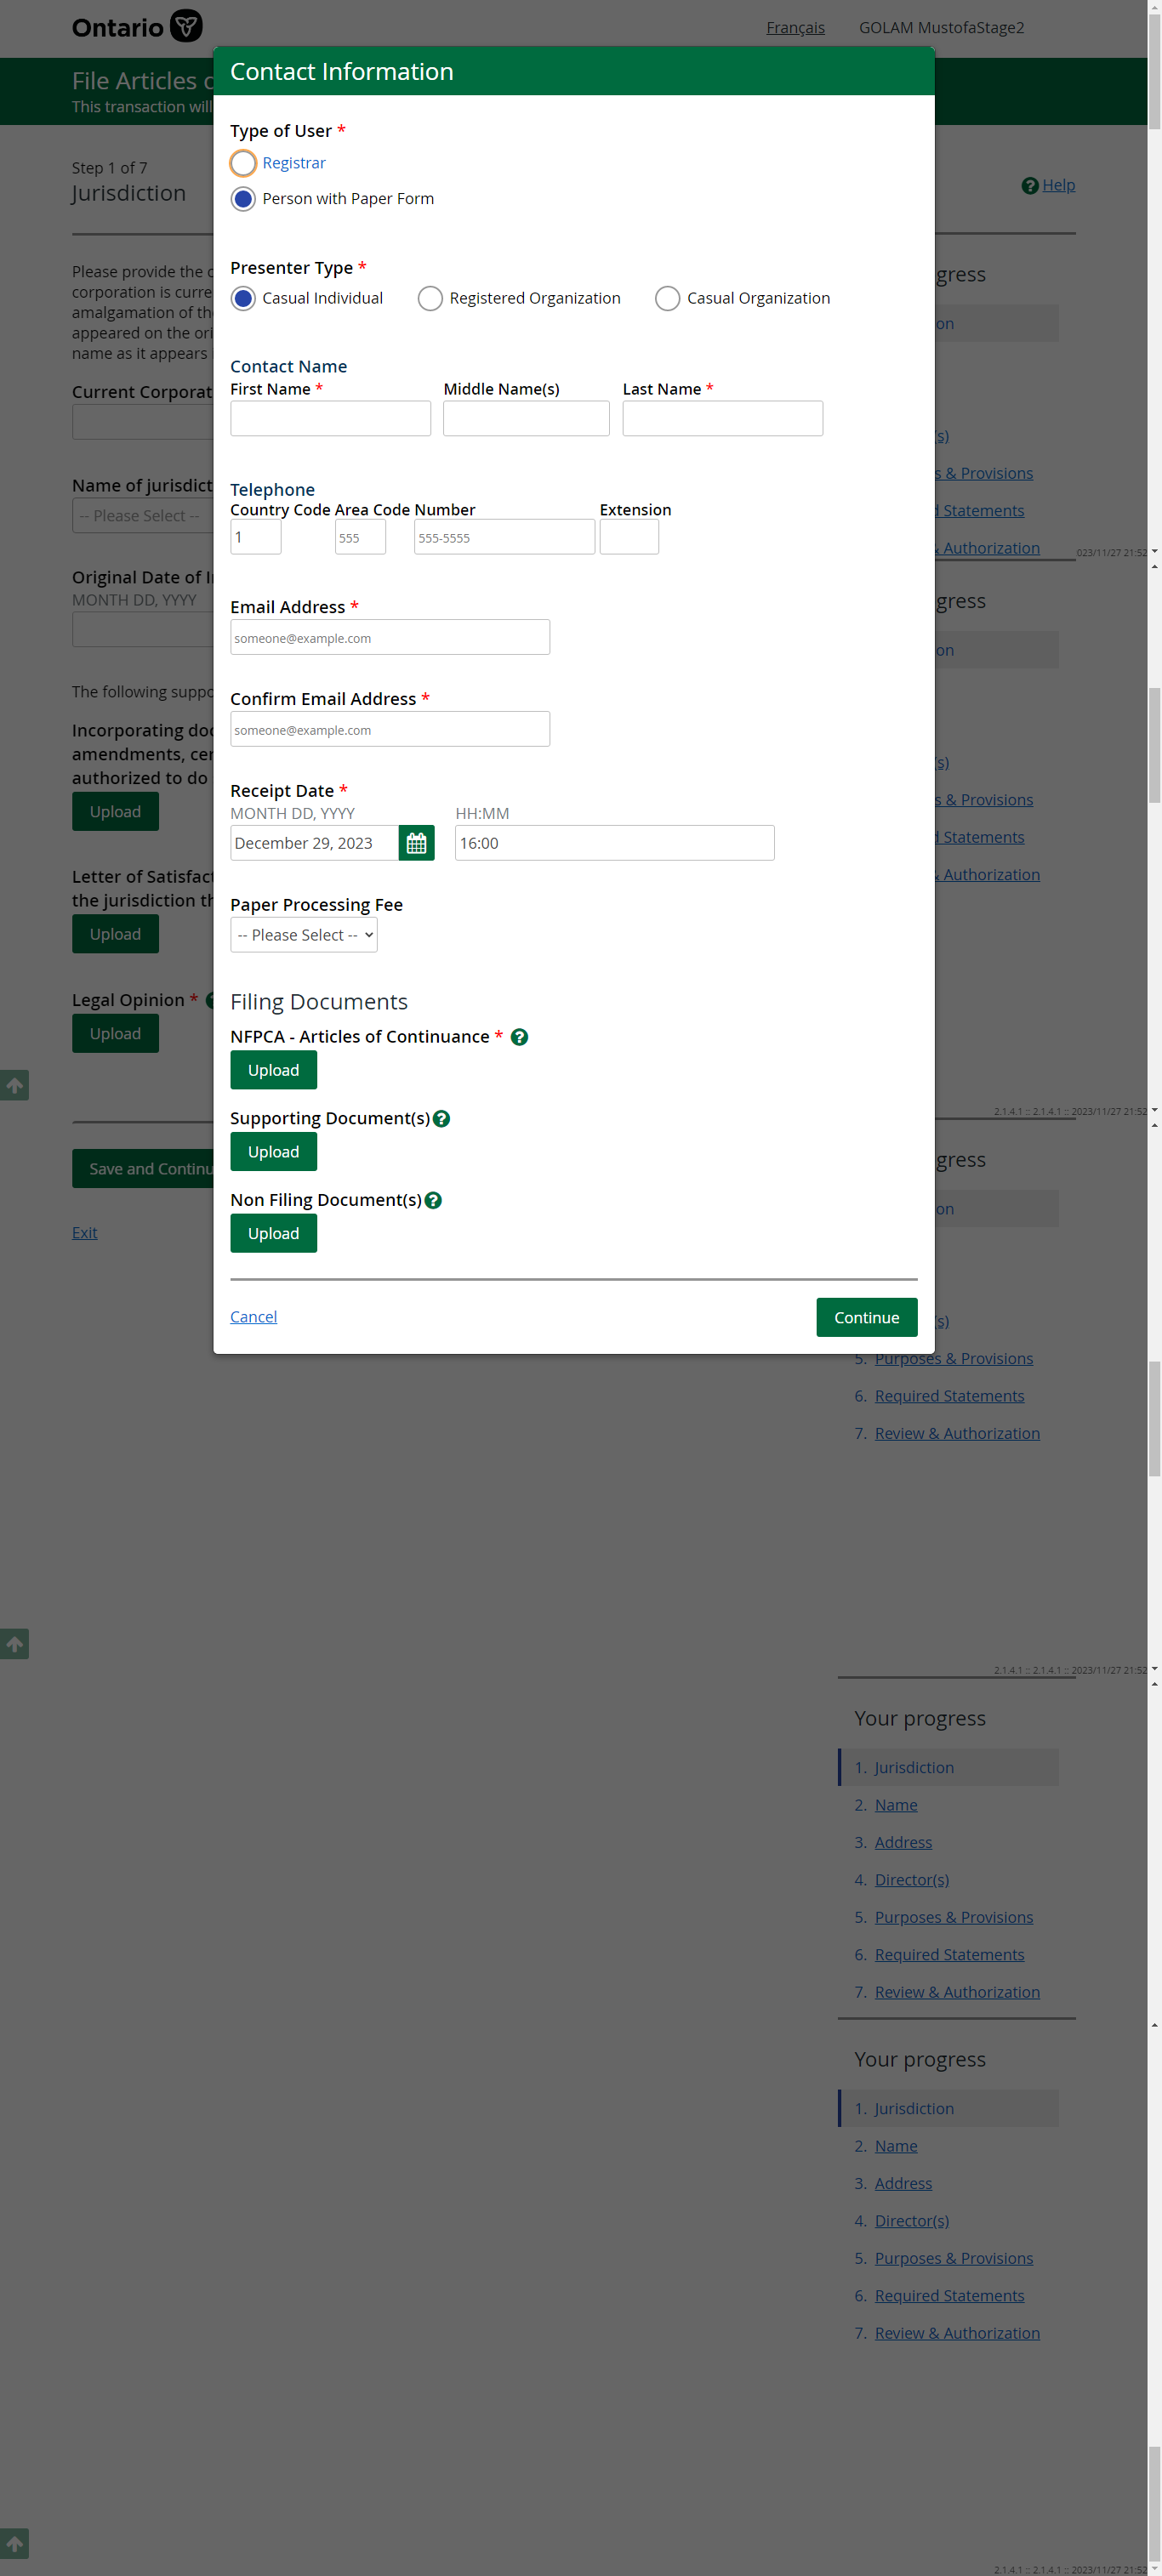 Ontario
Français
GOLAM MustofaStage2
File Articles
This transaction will
Step 1 of 7
Jurisdiction
Help
Please provide the
corporation is curre
amalgamation of th
appeared on the ori
name as it appears
Current Corporat
Name of jurisdict
-- Please Select --
Original Date of I
MONTH DD, YYYY
The following suppo
Incorporating do
amendments, cer
authorized to do
Upload
Letter of Satisfact
the jurisdiction th
Upload
Legal Opinion *
Upload
Save and Continu
Exit
Contact Information
Type of User *
Registrar
Person with Paper Form
Presenter Type *
Casual Individual
Registered Organization
Casual Organization
Contact Name
First Name * Middle Name(s) Last Name *
Telephone
Country Code Area Code Number Extension
1 555 555-5555
Email Address *
someone@example.com
Confirm Email Address *
someone@example.com
Receipt Date *
MONTH DD, YYYY HH:MM
December 29, 2023 16:00
Paper Processing Fee
-- Please Select --
Filing Documents
NFPCA - Articles of Continuance * ?
Upload
Supporting Document(s) ?
Upload
Non Filing Document(s) ?
Upload
Cancel
Continue
gress
on
(s)
s & Provisions
d Statements
& Authorization
023/11/27 21:52
gress
on
(s)
s & Provisions
d Statements
& Authorization
2.1.4.1 :: 2.1.4.1 :: 2023/11/27 21:52
gress
on
(s)
5. Purposes & Provisions
6. Required Statements
7. Review & Authorization
2.1.4.1 :: 2.1.4.1 :: 2023/11/27 21:52
Your progress
1. Jurisdiction
2. Name
3. Address
4. Director(s)
5. Purposes & Provisions
6. Required Statements
7. Review & Authorization
Your progress
1. Jurisdiction
2. Name
3. Address
4. Director(s)
5. Purposes & Provisions
6. Required Statements
7. Review & Authorization
2.1.4.1 :: 2.1.4.1 :: 2023/11/27 21:52